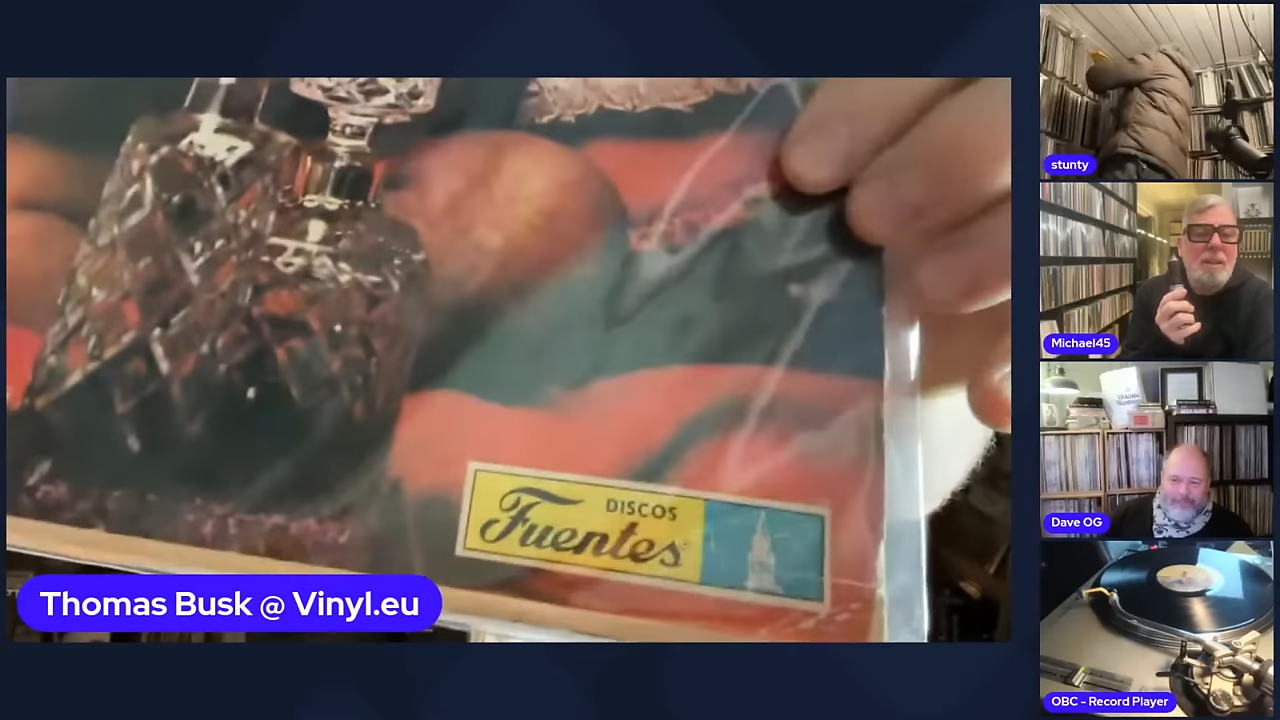 DISCOS
Fuentes
Thomas Busk @ Vinyl.eu
stunty
Michael45
Dave OG
OBC - Record Player